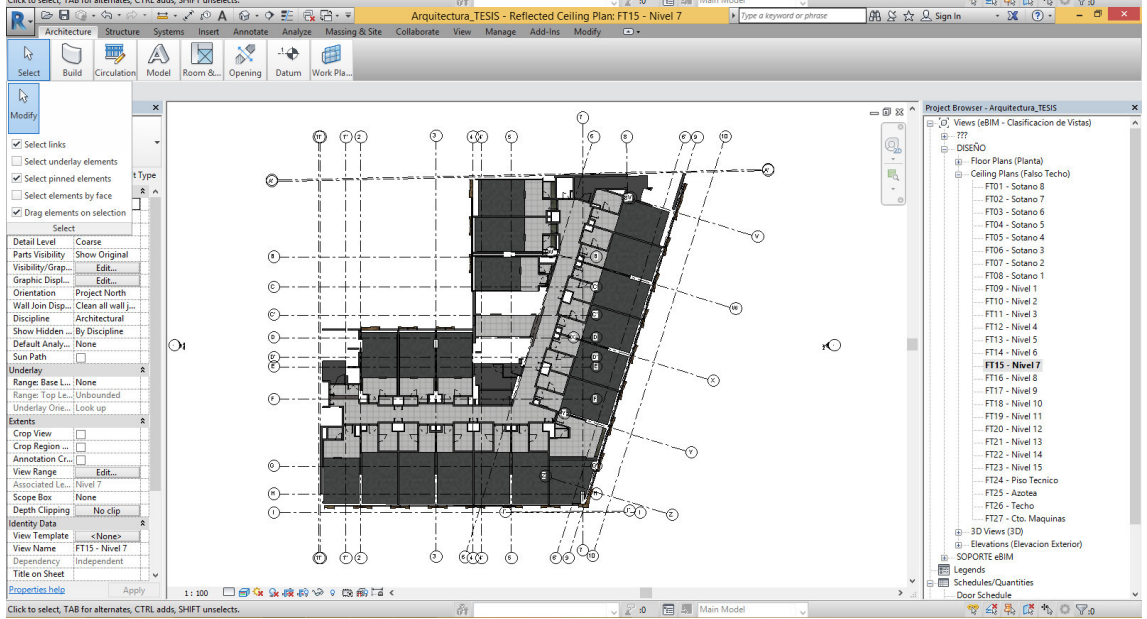 Click to select, TAB for alternates, CTRL adds, SHIFT unselects.
Main Model
Arquitectura_TESIS - Reflected Ceiling Plan: FT15 - Nivel 7
Type a keyword or phrase
Sign In
Architecture Structure Systems Insert Annotate Analyze Massing & Site Collaborate View Manage Add-Ins Modify
Select Build Circulation Model Room &... Opening Datum Work Pla...
Modify
Select links
Select underlay elements
Select pinned elements
Select elements by face
Drag elements on selection
Select
t Type
Detail Level Coarse
Parts Visibility Show Original
Visibility/Grap... Edit...
Graphic Displ... Edit...
Orientation Project North
Wall Join Disp... Clean all wall j...
Discipline Architectural
Show Hidden ... By Discipline
Default Analy... None
Sun Path
Underlay
Range: Base L... None
Range: Top Le... Unbounded
Underlay Orie... Look up
Extents
Crop View
Crop Region ...
Annotation Cr...
View Range Edit...
Associated Le... Nivel 7
Scope Box None
Depth Clipping No clip
Identity Data
View Template <None>
View Name FT15 - Nivel 7
Dependency Independent
Title on Sheet
Properties help Apply
1 : 100
Project Browser - Arquitectura_TESIS
Views (eBIM - Clasificacion de Vistas)
???
DISEÑO
Floor Plans (Planta)
Ceiling Plans (Falso Techo)
FT01 - Sotano 8
FT02 - Sotano 7
FT03 - Sotano 6
FT04 - Sotano 5
FT05 - Sotano 4
FT06 - Sotano 3
FT07 - Sotano 2
FT08 - Sotano 1
FT09 - Nivel 1
FT10 - Nivel 2
FT11 - Nivel 3
FT12 - Nivel 4
FT13 - Nivel 5
FT14 - Nivel 6
FT15 - Nivel 7
FT16 - Nivel 8
FT17 - Nivel 9
FT18 - Nivel 10
FT19 - Nivel 11
FT20 - Nivel 12
FT21 - Nivel 13
FT22 - Nivel 14
FT23 - Nivel 15
FT24 - Piso Tecnico
FT25 - Azotea
FT26 - Techo
FT27 - Cto. Maquinas
3D Views (3D)
Elevations (Elevacion Exterior)
SOPORTE eBIM
Legends
Schedules/Quantities
Door Schedule
Click to select, TAB for alternates, CTRL adds, SHIFT unselects.
:0
Main Model
:0